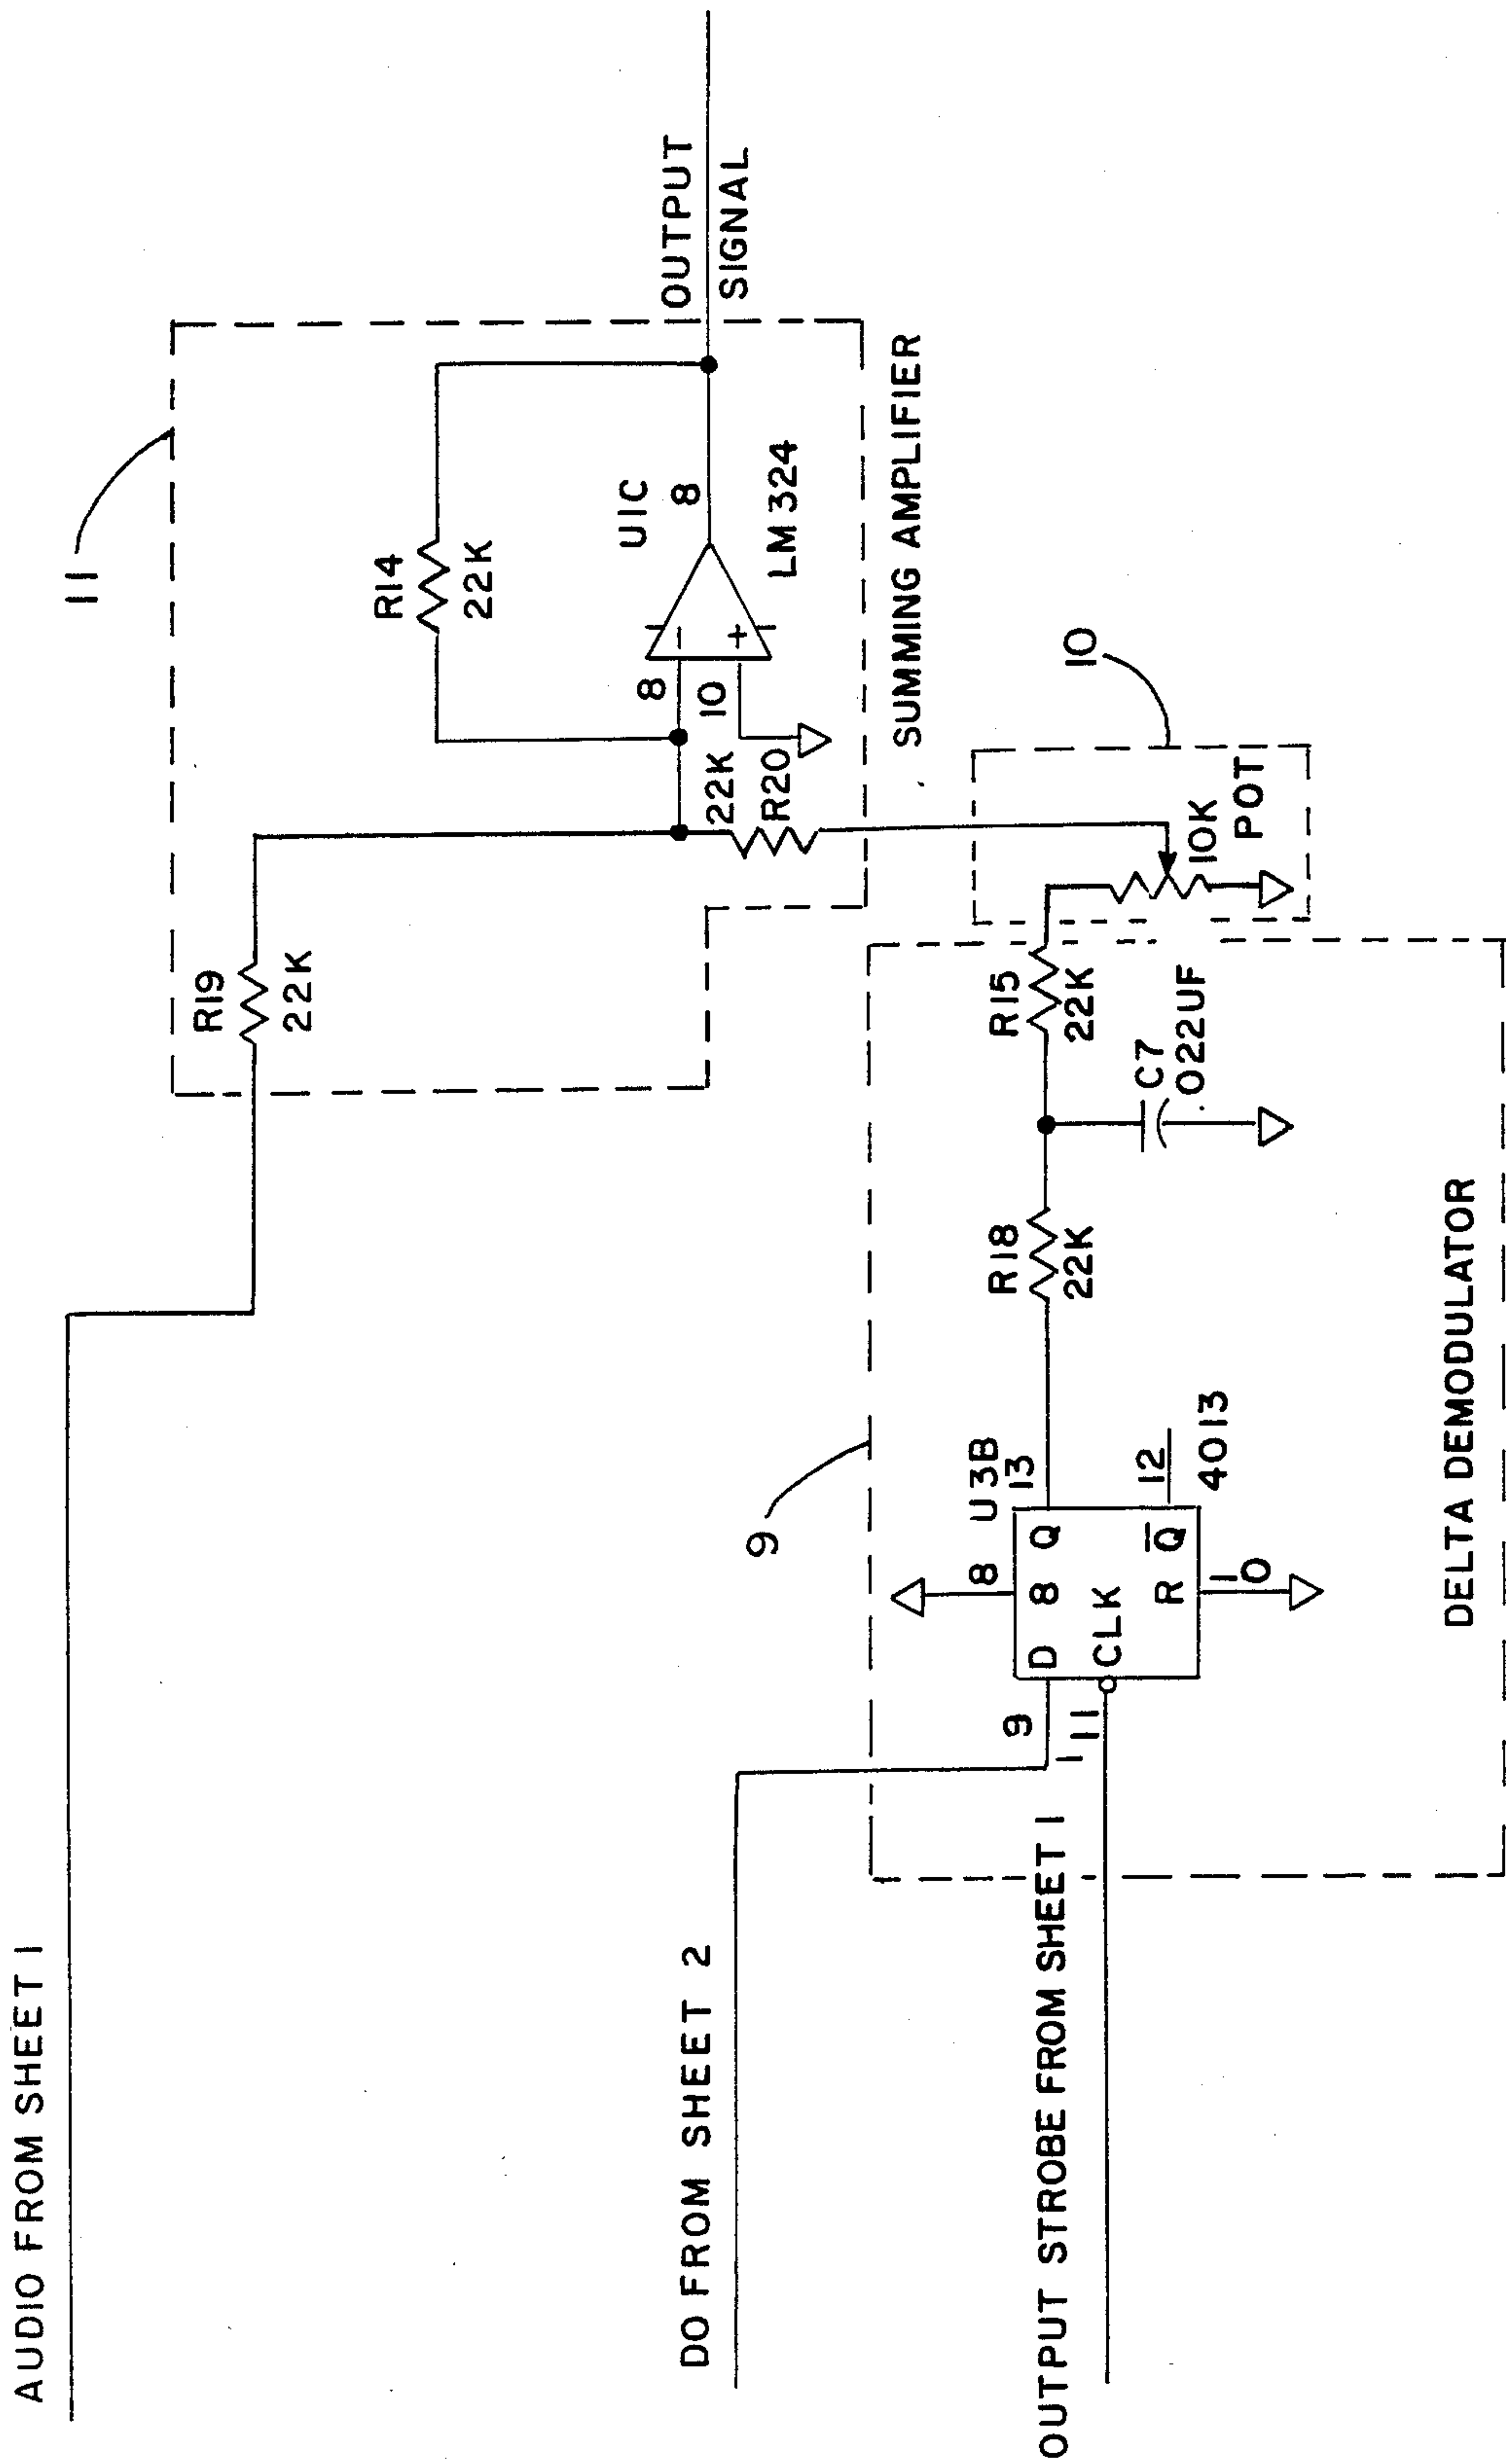 AUDIO FROM SHEET 1
11
R19
22K
R14
22K
U1C
8
8
10
LM324
22K
R20
OUTPUT
SIGNAL
SUMMING AMPLIFIER
DO FROM SHEET 2
9
10
10K
POT
OUTPUT STROBE FROM SHEET 1
9
1
11
8
U3B
13
D 8 Q
CLK
R Q̅
12
10
4013
R18
22K
R15
22K
C7
.022UF
DELTA DEMODULATOR